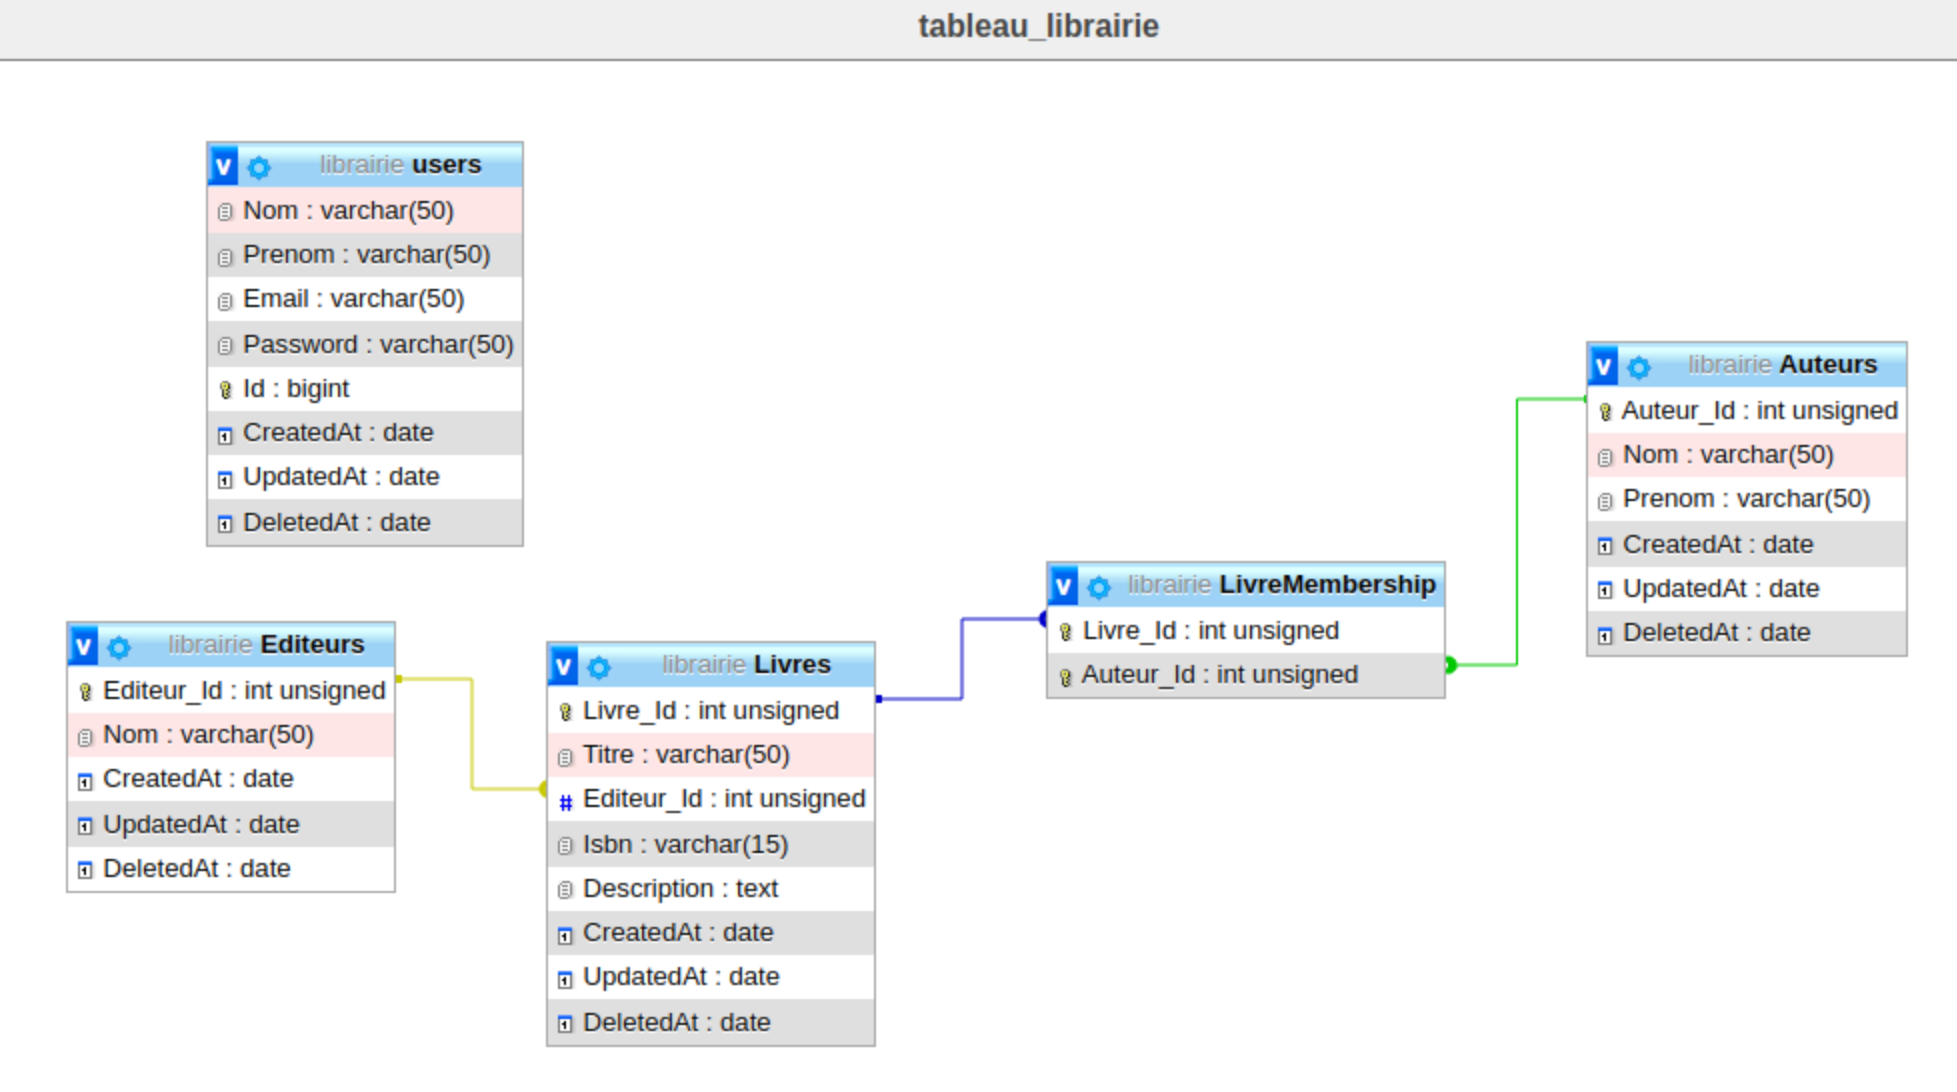 tableau_librairie
v librairie users
Nom : varchar(50)
Prenom : varchar(50)
Email : varchar(50)
Password : varchar(50)
Id : bigint
CreatedAt : date
UpdatedAt : date
DeletedAt : date
v librairie Editeurs
Editeur_Id : int unsigned
Nom : varchar(50)
CreatedAt : date
UpdatedAt : date
DeletedAt : date
v librairie Livres
Livre_Id : int unsigned
Titre : varchar(50)
# Editeur_Id : int unsigned
Isbn : varchar(15)
Description : text
CreatedAt : date
UpdatedAt : date
DeletedAt : date
v librairie LivreMembership
Livre_Id : int unsigned
Auteur_Id : int unsigned
v librairie Auteurs
Auteur_Id : int unsigned
Nom : varchar(50)
Prenom : varchar(50)
CreatedAt : date
UpdatedAt : date
DeletedAt : date